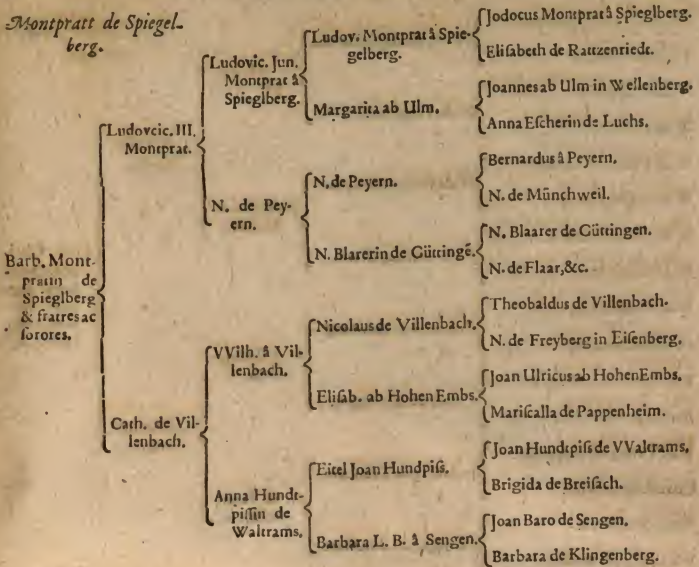 Montpratt de Spiegel-
berg.
Barb. Mont-
pratin de
Spieglberg
& fratres ac
sorores.
Ludovcic. III.
Montprat.
Cath. de Vil-
lenbach.
Ludovic. Jun.
Montprat â
Spieglberg.
N. de Pey-
ern.
VVilh. â Vil-
lenbach.
Anna Hundt-
pissin de
Waltrams.
Ludov. Montprat â Spie-
gelberg.
Margarita ab Ulm.
N. de Peyern.
N. Blarerin de Güttingē.
Nicolaus de Villenbach.
Elisab. ab Hohen Embs.
Eitel Joan Hundpiss.
Barbara L. B. â Sengen.
Jodocus Montprat â Spieglberg.
Elisabeth de Rattzenriedt.
Joannes ab Ulm in Wellenberg.
Anna Escherin de Luchs.
Bernardus â Peyern.
N. de Münchweil.
N. Blaarer de Güttingen.
N. de Flaar, &c.
Theobaldus de Villenbach.
N. de Freyberg in Eisenberg.
Joan Ulricus ab Hohen Embs.
Mariscalla de Pappenheim.
Joan Hundtpiss de VValtrams.
Brigida de Breisach.
Joan Baro de Sengen.
Barbara de Klingenberg.